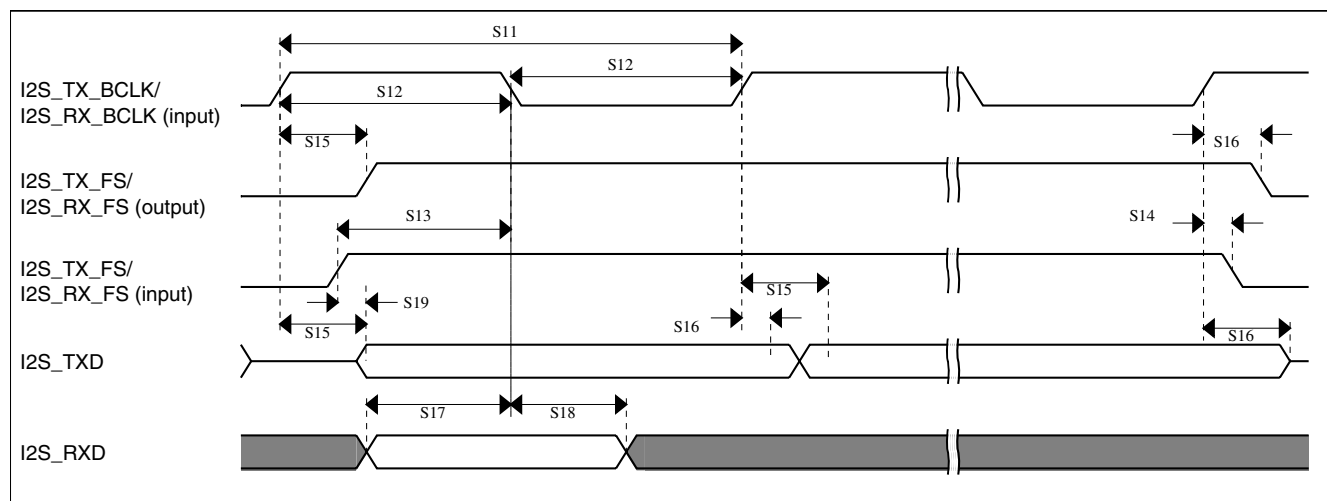 S11
I2S_TX_BCLK/
I2S_RX_BCLK (input)
S12
S12
S15
S16
I2S_TX_FS/
I2S_RX_FS (output)
S13
S14
I2S_TX_FS/
I2S_RX_FS (input)
S15
S19
S15
S16
S16
I2S_TXD
S17
S18
I2S_RXD